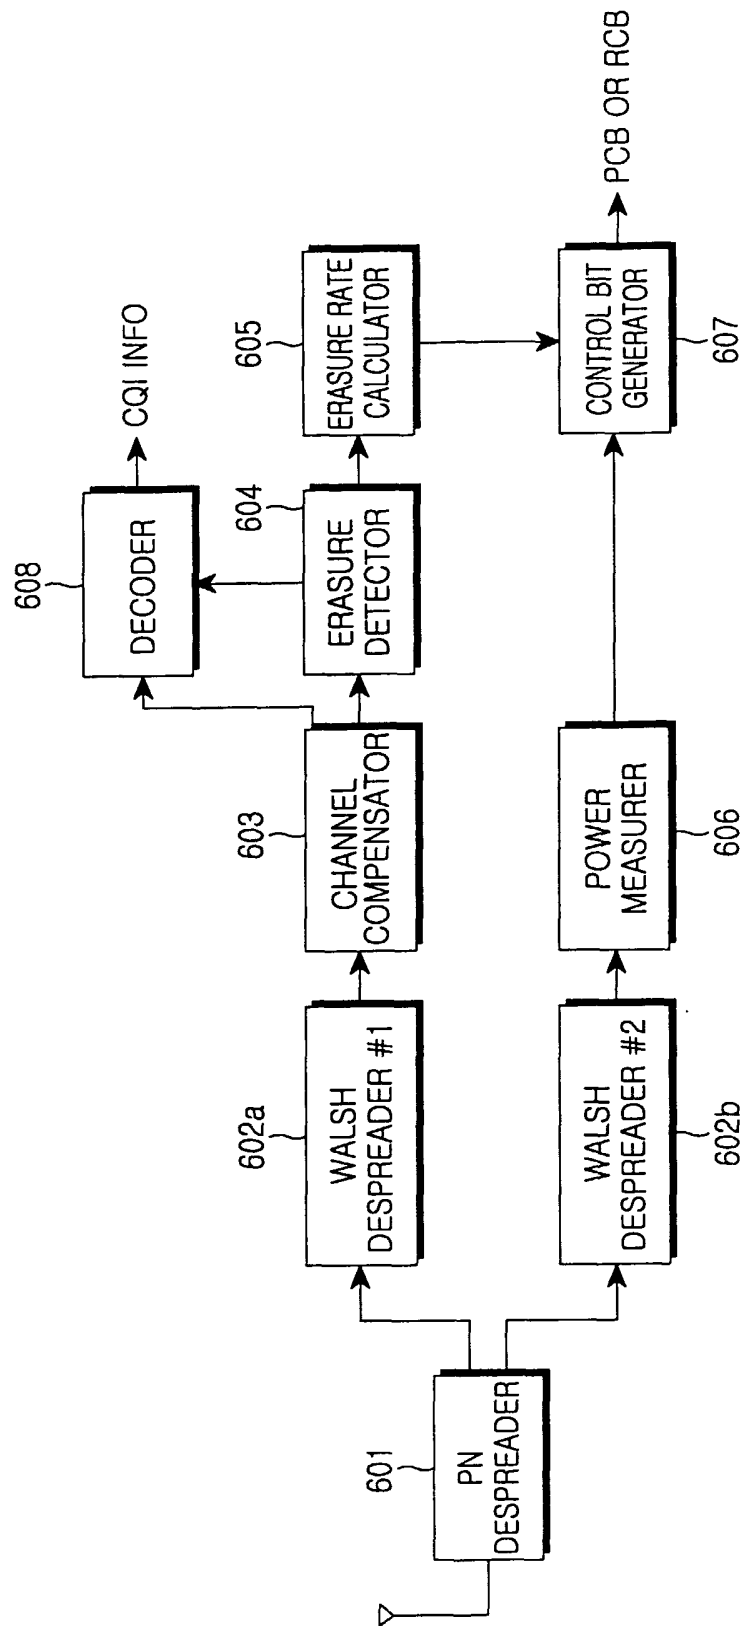 601
PN
DESPREADER
602a
WALSH
DESPREADER #1
602b
WALSH
DESPREADER #2
603
CHANNEL
COMPENSATOR
606
POWER
MEASURER
608
DECODER
CQI INFO
604
ERASURE
DETECTOR
605
ERASURE RATE
CALCULATOR
607
CONTROL BIT
GENERATOR
PCB OR RCB